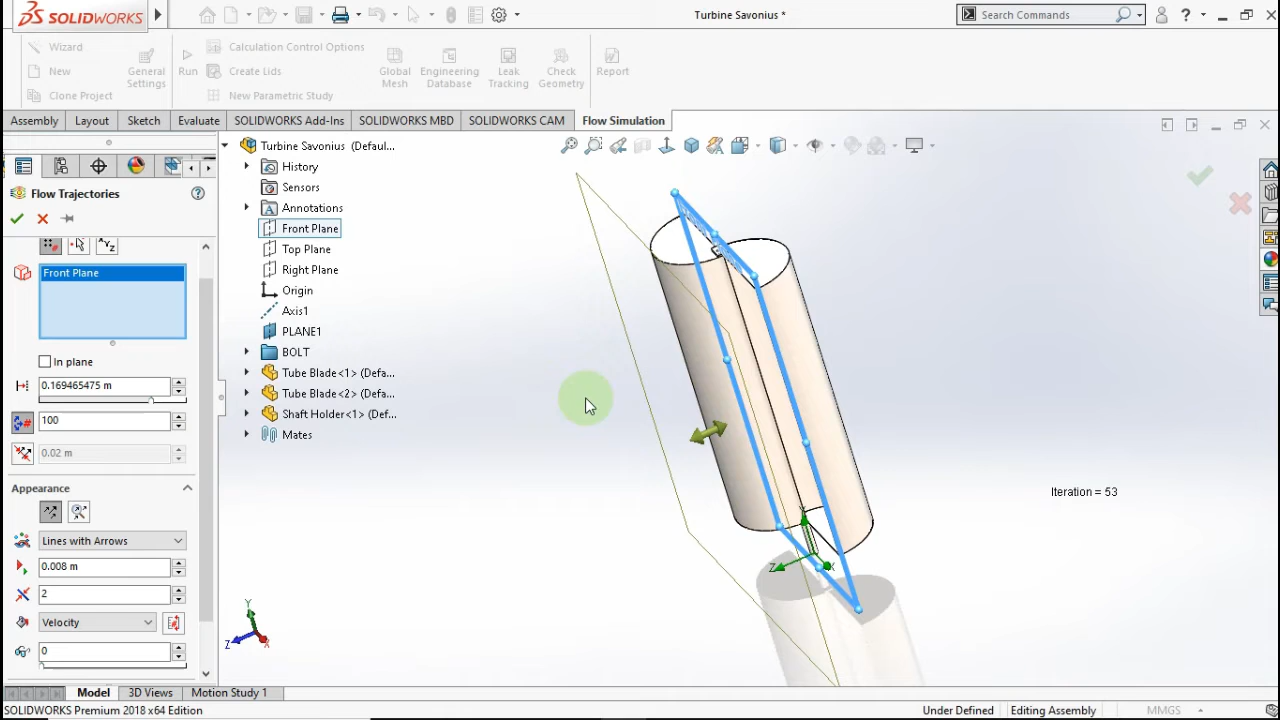 SOLIDWORKS
Turbine Savonius *
Search Commands
Wizard
New
Clone Project
General Settings
Run
Calculation Control Options
Create Lids
New Parametric Study
Global Mesh
Engineering Database
Leak Tracking
Check Geometry
Report
Assembly
Layout
Sketch
Evaluate
SOLIDWORKS Add-Ins
SOLIDWORKS MBD
SOLIDWORKS CAM
Flow Simulation
Flow Trajectories
Front Plane
In plane
0.169465475 m
100
0.02 m
Appearance
Lines with Arrows
0.008 m
2
Velocity
0
Turbine Savonius (Defaul...
History
Sensors
Annotations
Front Plane
Top Plane
Right Plane
Origin
Axis1
PLANE1
BOLT
Tube Blade<1> (Defa...
Tube Blade<2> (Defa...
Shaft Holder<1> (Def...
Mates
Iteration = 53
Z
X
Y
Z
X
Model
3D Views
Motion Study 1
SOLIDWORKS Premium 2018 x64 Edition
Under Defined
Editing Assembly
MMGS